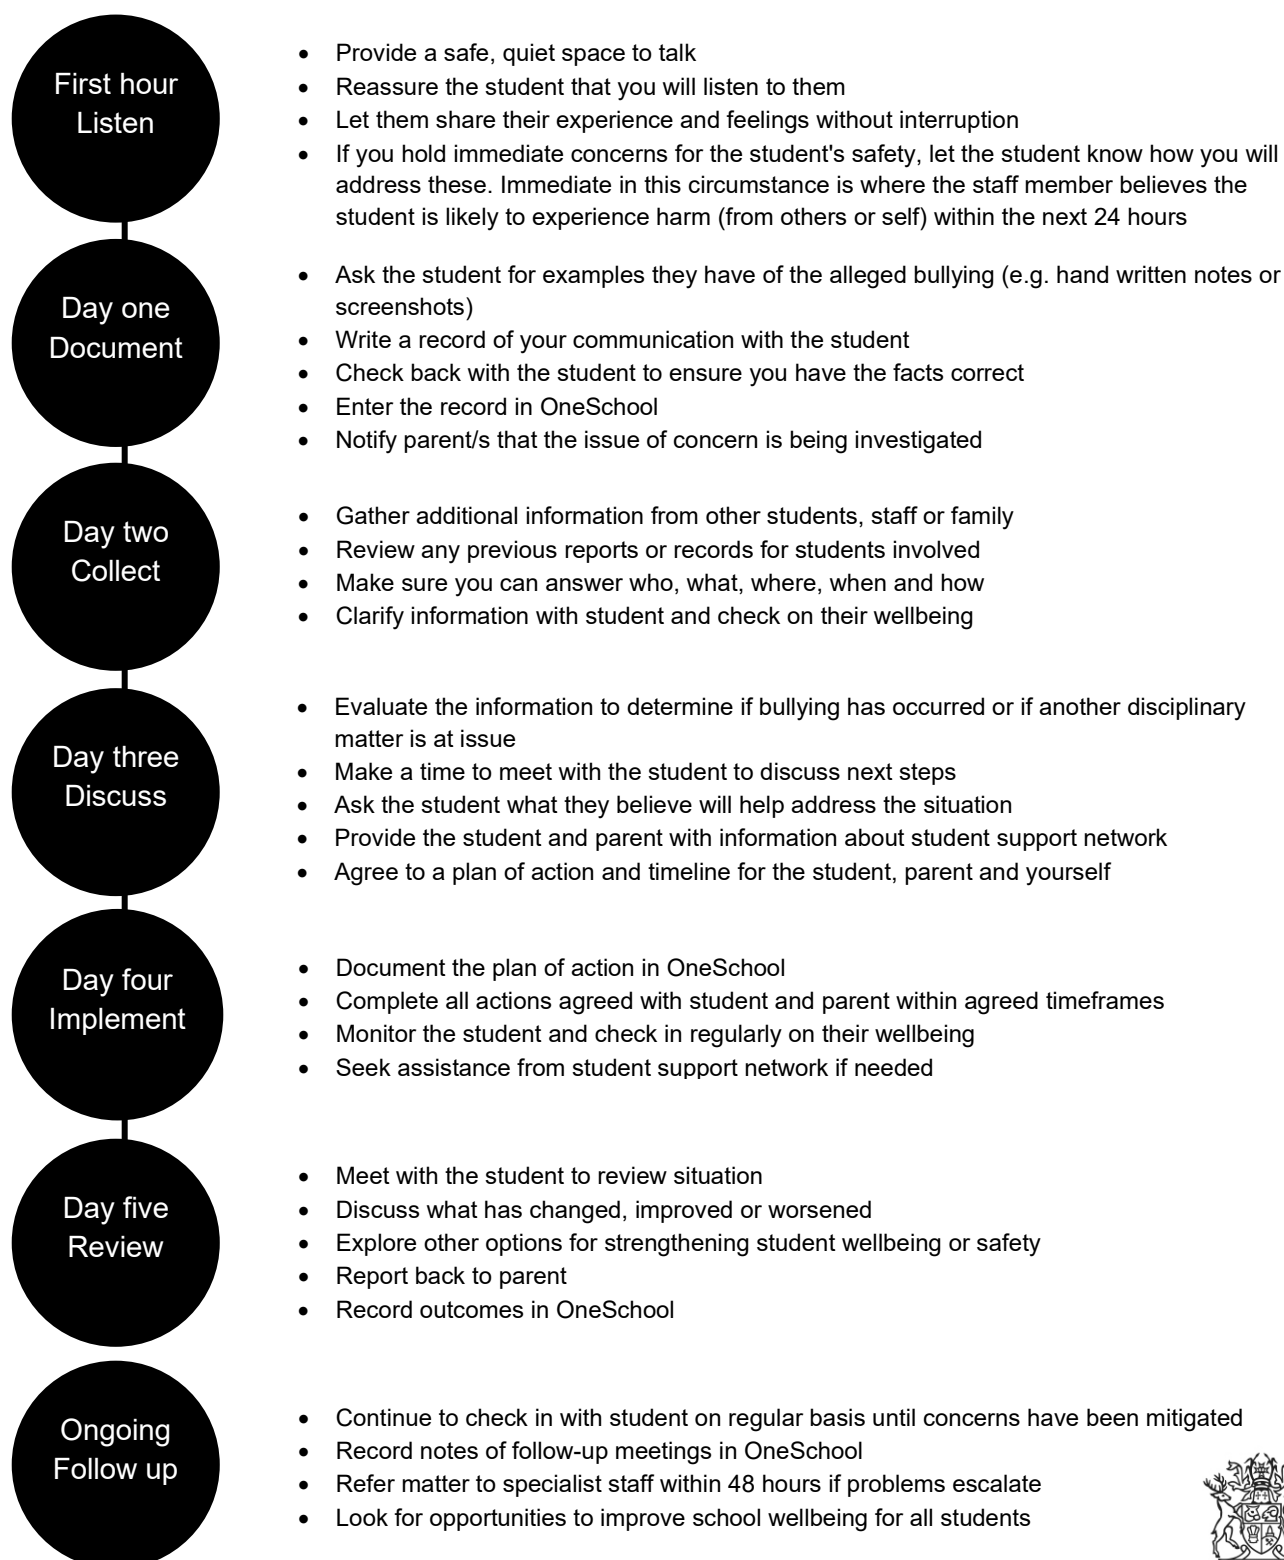 First hour
Listen
• Provide a safe, quiet space to talk
• Reassure the student that you will listen to them
• Let them share their experience and feelings without interruption
• If you hold immediate concerns for the student's safety, let the student know how you will
address these. Immediate in this circumstance is where the staff member believes the
student is likely to experience harm (from others or self) within the next 24 hours
Day one
Document
• Ask the student for examples they have of the alleged bullying (e.g. hand written notes or
screenshots)
• Write a record of your communication with the student
• Check back with the student to ensure you have the facts correct
• Enter the record in OneSchool
• Notify parent/s that the issue of concern is being investigated
Day two
Collect
• Gather additional information from other students, staff or family
• Review any previous reports or records for students involved
• Make sure you can answer who, what, where, when and how
• Clarify information with student and check on their wellbeing
Day three
Discuss
• Evaluate the information to determine if bullying has occurred or if another disciplinary
matter is at issue
• Make a time to meet with the student to discuss next steps
• Ask the student what they believe will help address the situation
• Provide the student and parent with information about student support network
• Agree to a plan of action and timeline for the student, parent and yourself
Day four
Implement
• Document the plan of action in OneSchool
• Complete all actions agreed with student and parent within agreed timeframes
• Monitor the student and check in regularly on their wellbeing
• Seek assistance from student support network if needed
Day five
Review
• Meet with the student to review situation
• Discuss what has changed, improved or worsened
• Explore other options for strengthening student wellbeing or safety
• Report back to parent
• Record outcomes in OneSchool
Ongoing
Follow up
• Continue to check in with student on regular basis until concerns have been mitigated
• Record notes of follow-up meetings in OneSchool
• Refer matter to specialist staff within 48 hours if problems escalate
• Look for opportunities to improve school wellbeing for all students